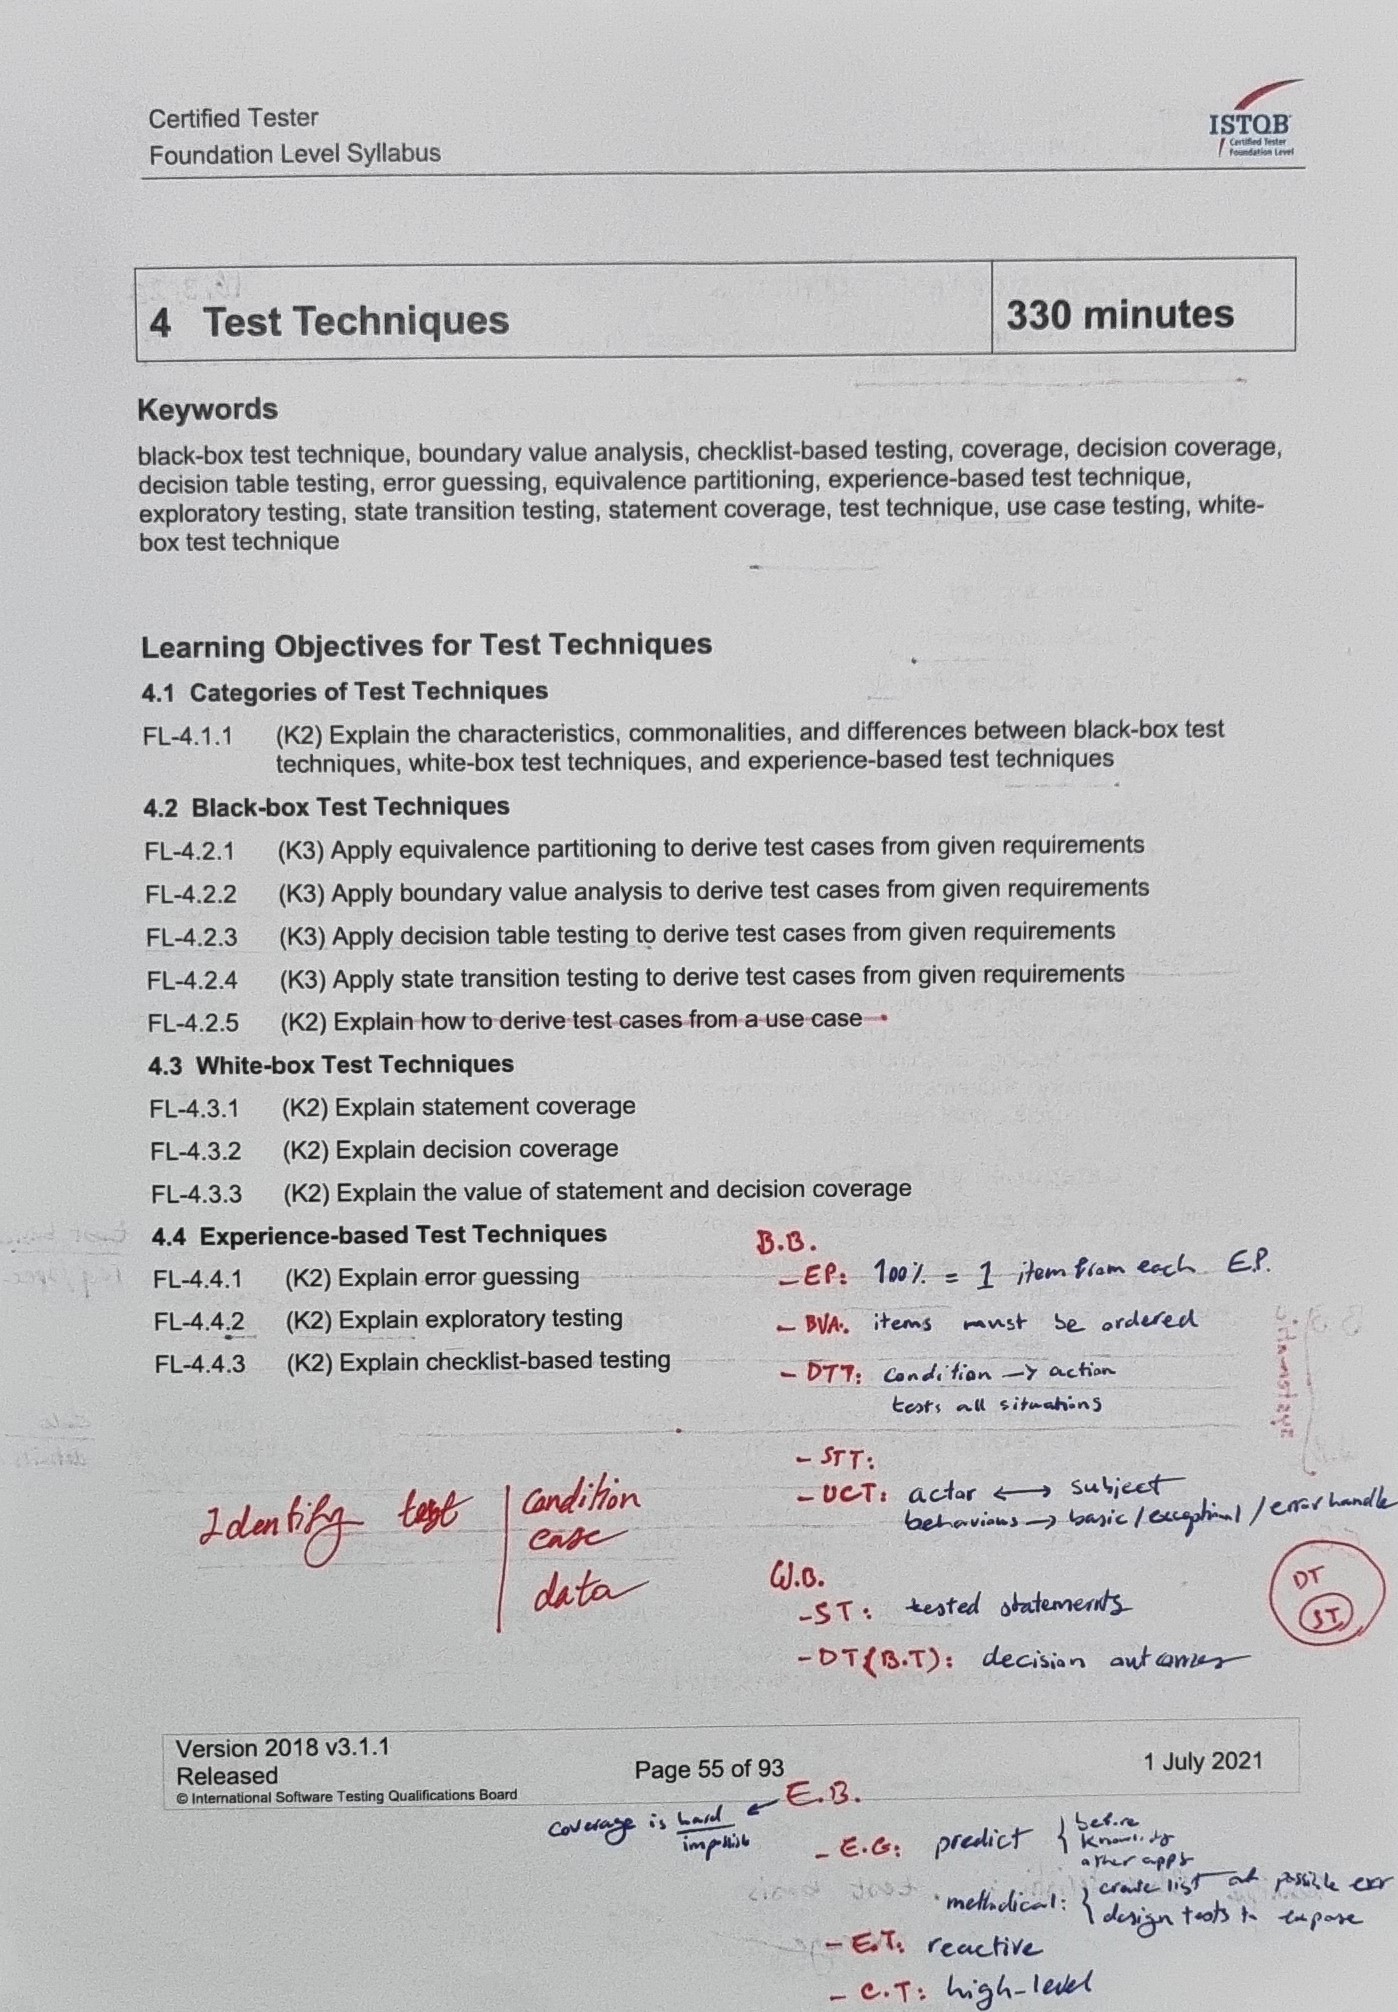 Certified Tester
Foundation Level Syllabus
ISTQB
Certified Tester
Foundation Level
4 Test Techniques
330 minutes
Keywords
black-box test technique, boundary value analysis, checklist-based testing, coverage, decision coverage,
decision table testing, error guessing, equivalence partitioning, experience-based test technique,
exploratory testing, state transition testing, statement coverage, test technique, use case testing, white-
box test technique
Learning Objectives for Test Techniques
4.1 Categories of Test Techniques
FL-4.1.1 (K2) Explain the characteristics, commonalities, and differences between black-box test
techniques, white-box test techniques, and experience-based test techniques
4.2 Black-box Test Techniques
FL-4.2.1 (K3) Apply equivalence partitioning to derive test cases from given requirements
FL-4.2.2 (K3) Apply boundary value analysis to derive test cases from given requirements
FL-4.2.3 (K3) Apply decision table testing to derive test cases from given requirements
FL-4.2.4 (K3) Apply state transition testing to derive test cases from given requirements
FL-4.2.5 (K2) Explain how to derive test cases from a use case
4.3 White-box Test Techniques
FL-4.3.1 (K2) Explain statement coverage
FL-4.3.2 (K2) Explain decision coverage
FL-4.3.3 (K2) Explain the value of statement and decision coverage
4.4 Experience-based Test Techniques
FL-4.4.1 (K2) Explain error guessing
FL-4.4.2 (K2) Explain exploratory testing
FL-4.4.3 (K2) Explain checklist-based testing
B.B.
- EP: 100% = 1 item from each E.P.
- BVA: items must be ordered
- DTT: condition → action
tests all situations
- STT:
- UCT: actor ↔ subject
behaviours → basic / exceptional / error handle
Identify test
condition
case
data
W.B.
- ST: tested statements
- DT (B.T): decision outcomes
DT
ST
Version 2018 v3.1.1
Released
© International Software Testing Qualifications Board
Page 55 of 93
1 July 2021
E.B.
coverage is hard
- E.G: predict
before
other apps
methodical: create list of possible err
design tests to expose
- E.T: reactive
- C.T: high-level